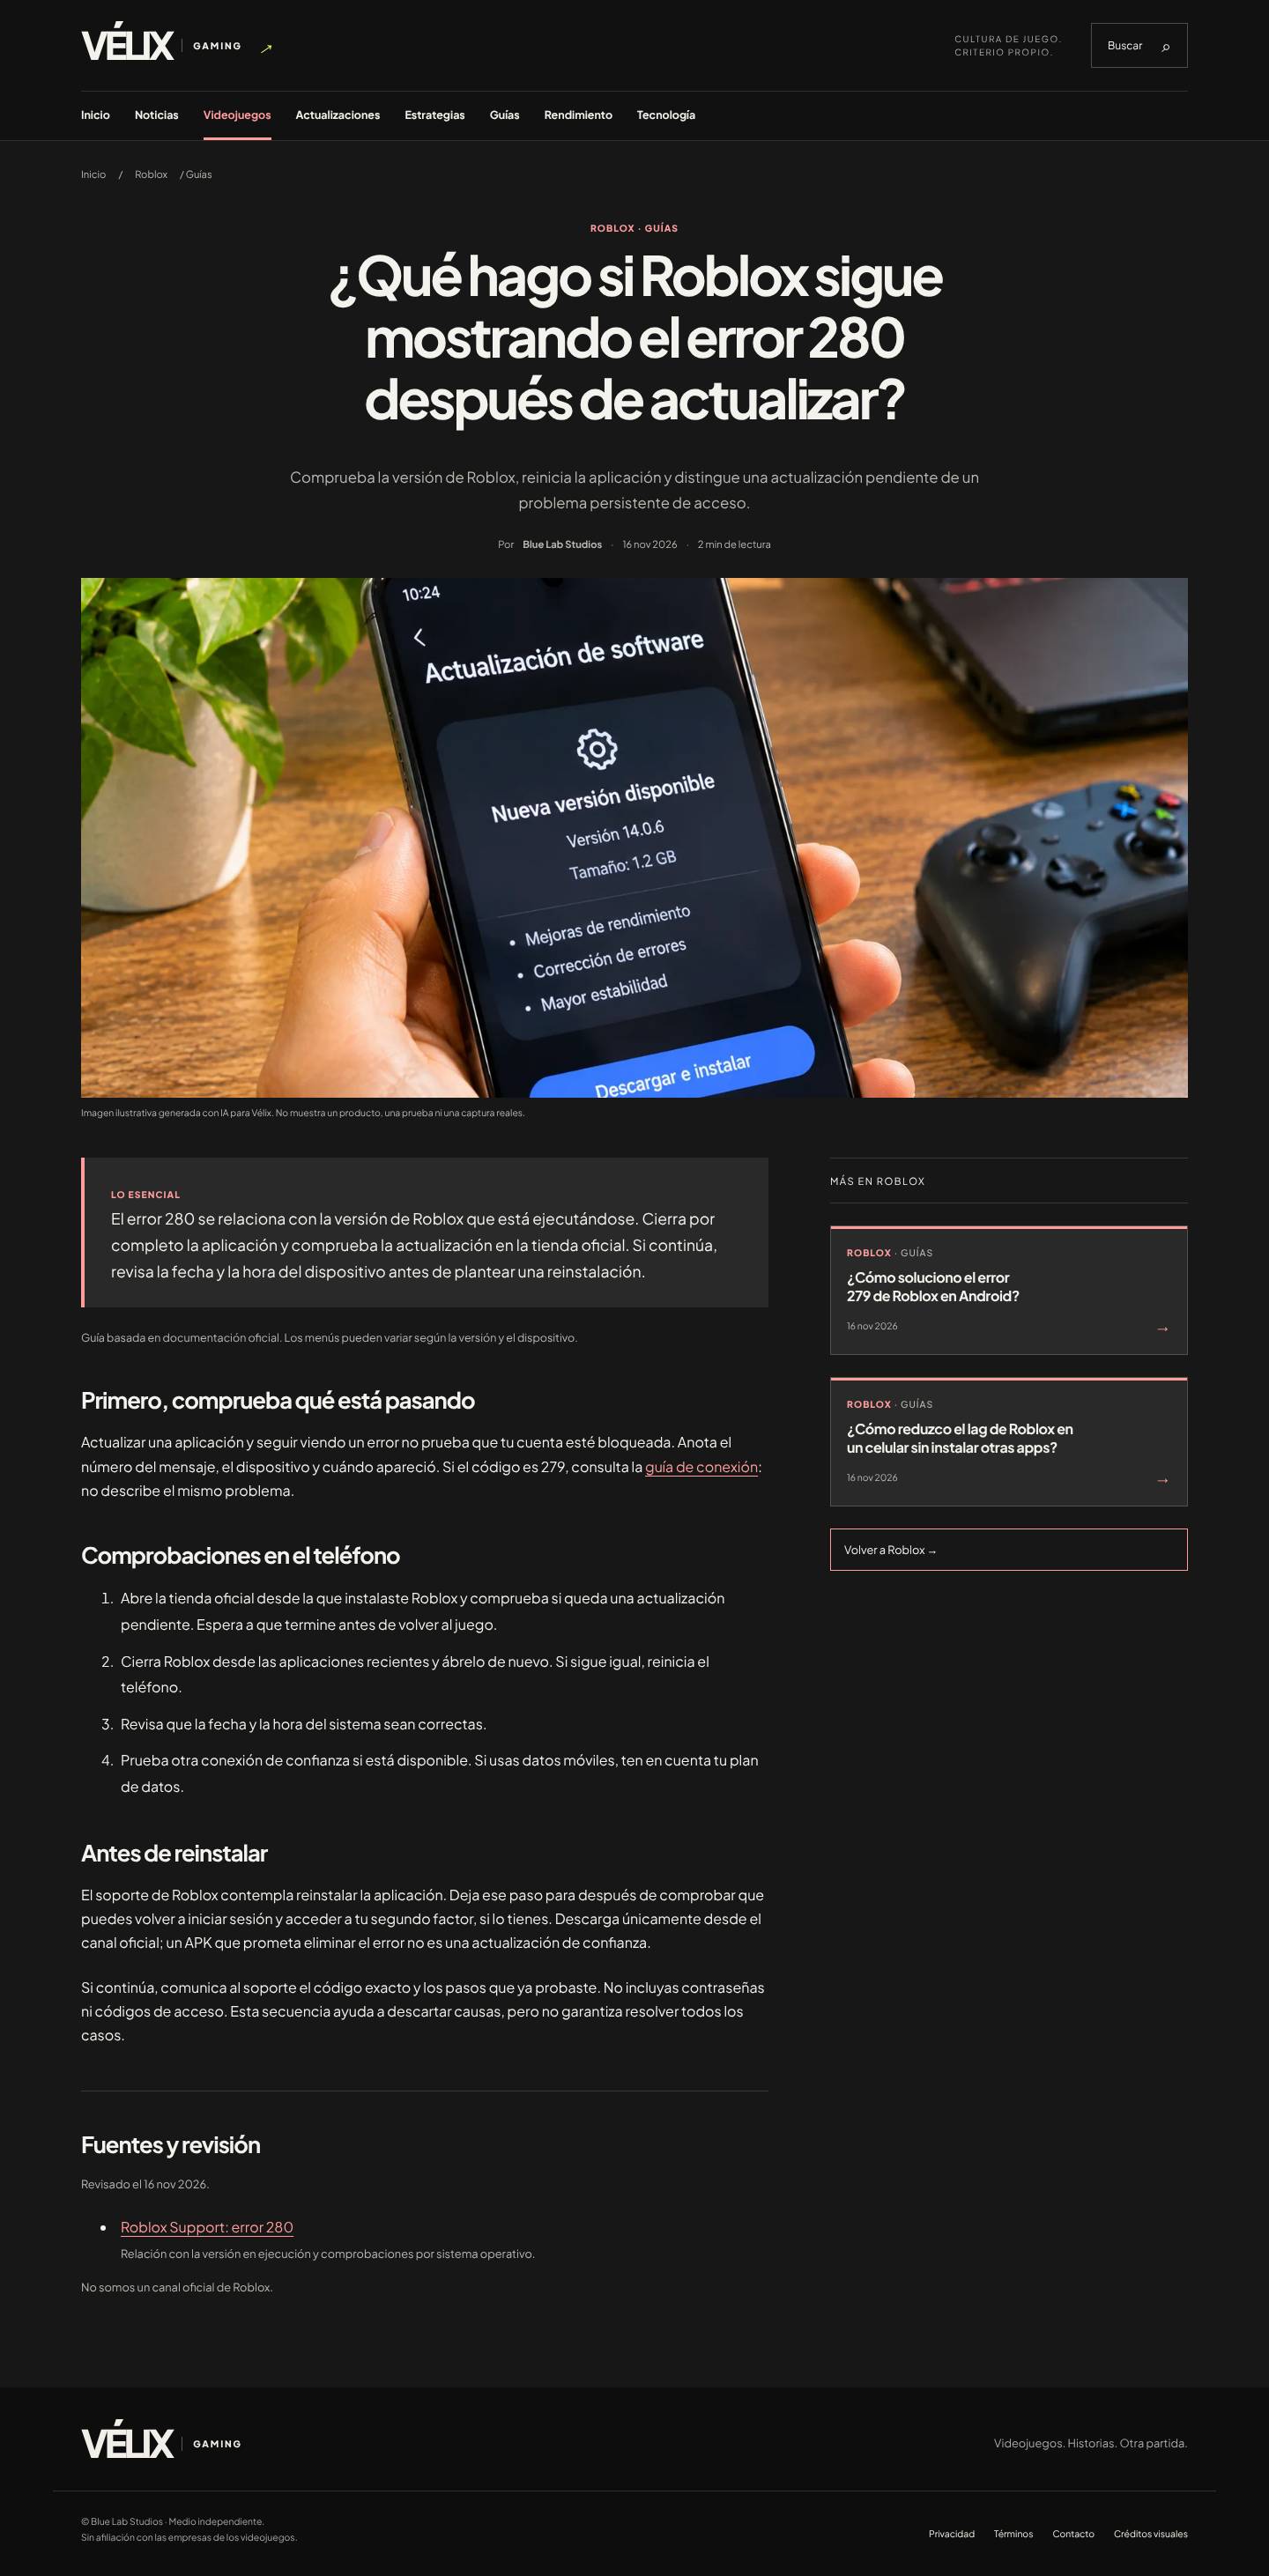 VÉLIX GAMING →
CULTURA DE JUEGO.
CRITERIO PROPIO.
Buscar ⌕
Inicio Noticias Videojuegos Actualizaciones Estrategias Guías Rendimiento Tecnología
Inicio / Roblox / Guías
ROBLOX · GUÍAS
¿Qué hago si Roblox sigue
mostrando el error 280
después de actualizar?
Comprueba la versión de Roblox, reinicia la aplicación y distingue una actualización pendiente de un
problema persistente de acceso.
Por Blue Lab Studios · 16 nov 2026 · 2 min de lectura
10:24
Actualización de software
Nueva versión disponible
Versión 14.0.6
Tamaño: 1.2 GB
• Mejoras de rendimiento
• Corrección de errores
• Mayor estabilidad
Descargar e instalar
Imagen ilustrativa generada con IA para Vélix. No muestra un producto, una prueba ni una captura reales.
LO ESENCIAL
El error 280 se relaciona con la versión de Roblox que está ejecutándose. Cierra por
completo la aplicación y comprueba la actualización en la tienda oficial. Si continúa,
revisa la fecha y la hora del dispositivo antes de plantear una reinstalación.
Guía basada en documentación oficial. Los menús pueden variar según la versión y el dispositivo.
Primero, comprueba qué está pasando
Actualizar una aplicación y seguir viendo un error no prueba que tu cuenta esté bloqueada. Anota el
número del mensaje, el dispositivo y cuándo apareció. Si el código es 279, consulta la guía de conexión:
no describe el mismo problema.
Comprobaciones en el teléfono
1. Abre la tienda oficial desde la que instalaste Roblox y comprueba si queda una actualización
pendiente. Espera a que termine antes de volver al juego.
2. Cierra Roblox desde las aplicaciones recientes y ábrelo de nuevo. Si sigue igual, reinicia el
teléfono.
3. Revisa que la fecha y la hora del sistema sean correctas.
4. Prueba otra conexión de confianza si está disponible. Si usas datos móviles, ten en cuenta tu plan
de datos.
Antes de reinstalar
El soporte de Roblox contempla reinstalar la aplicación. Deja ese paso para después de comprobar que
puedes volver a iniciar sesión y acceder a tu segundo factor, si lo tienes. Descarga únicamente desde el
canal oficial; un APK que prometa eliminar el error no es una actualización de confianza.
Si continúa, comunica al soporte el código exacto y los pasos que ya probaste. No incluyas contraseñas
ni códigos de acceso. Esta secuencia ayuda a descartar causas, pero no garantiza resolver todos los
casos.
Fuentes y revisión
Revisado el 16 nov 2026.
• Roblox Support: error 280
Relación con la versión en ejecución y comprobaciones por sistema operativo.
No somos un canal oficial de Roblox.
MÁS EN ROBLOX
ROBLOX · GUÍAS
¿Cómo soluciono el error
279 de Roblox en Android?
16 nov 2026 →
ROBLOX · GUÍAS
¿Cómo reduzco el lag de Roblox en
un celular sin instalar otras apps?
16 nov 2026 →
Volver a Roblox →
VÉLIX GAMING
Videojuegos. Historias. Otra partida.
© Blue Lab Studios · Medio independiente.
Sin afiliación con las empresas de los videojuegos.
Privacidad Términos Contacto Créditos visuales